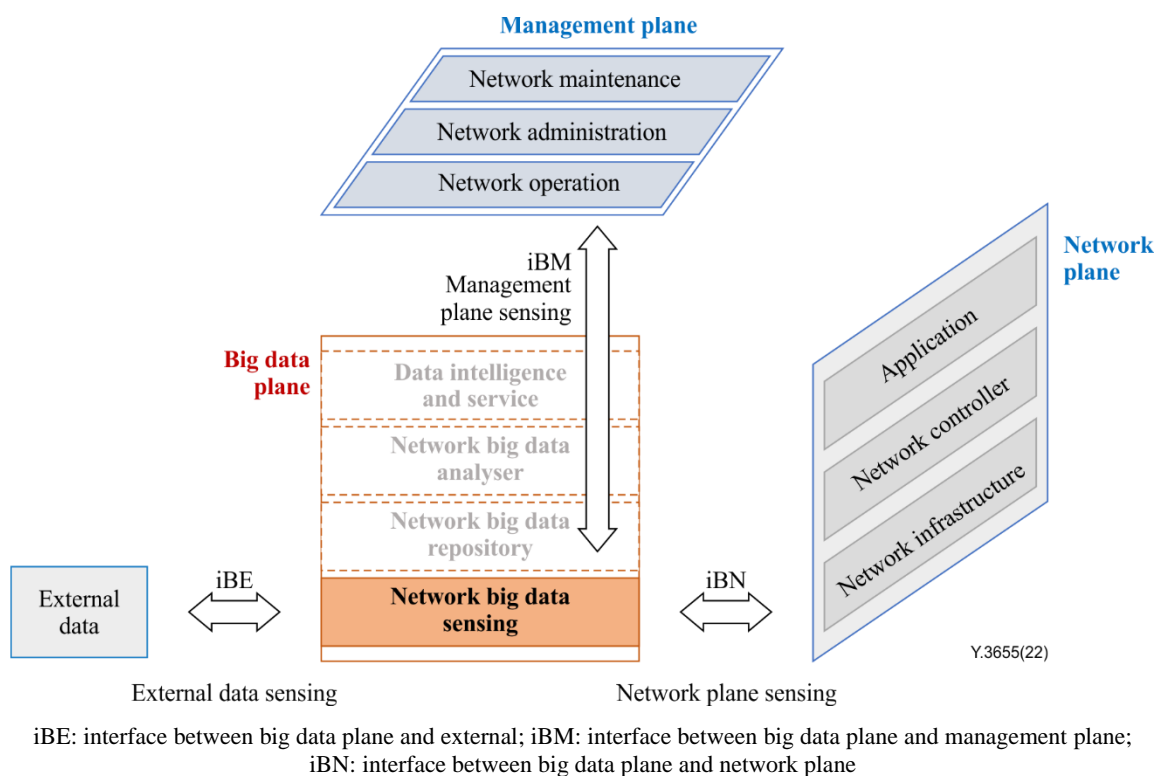 Management plane
Network maintenance
Network administration
Network operation
iBM
Management
plane sensing
Network
plane
Application
Network controller
Network infrastructure
Big data
plane
Data intelligence
and service
Network big data
analyser
Network big data
repository
Network big data
sensing
External
data
iBE
iBN
Y.3655(22)
External data sensing
Network plane sensing
iBE: interface between big data plane and external; iBM: interface between big data plane and management plane;
iBN: interface between big data plane and network plane